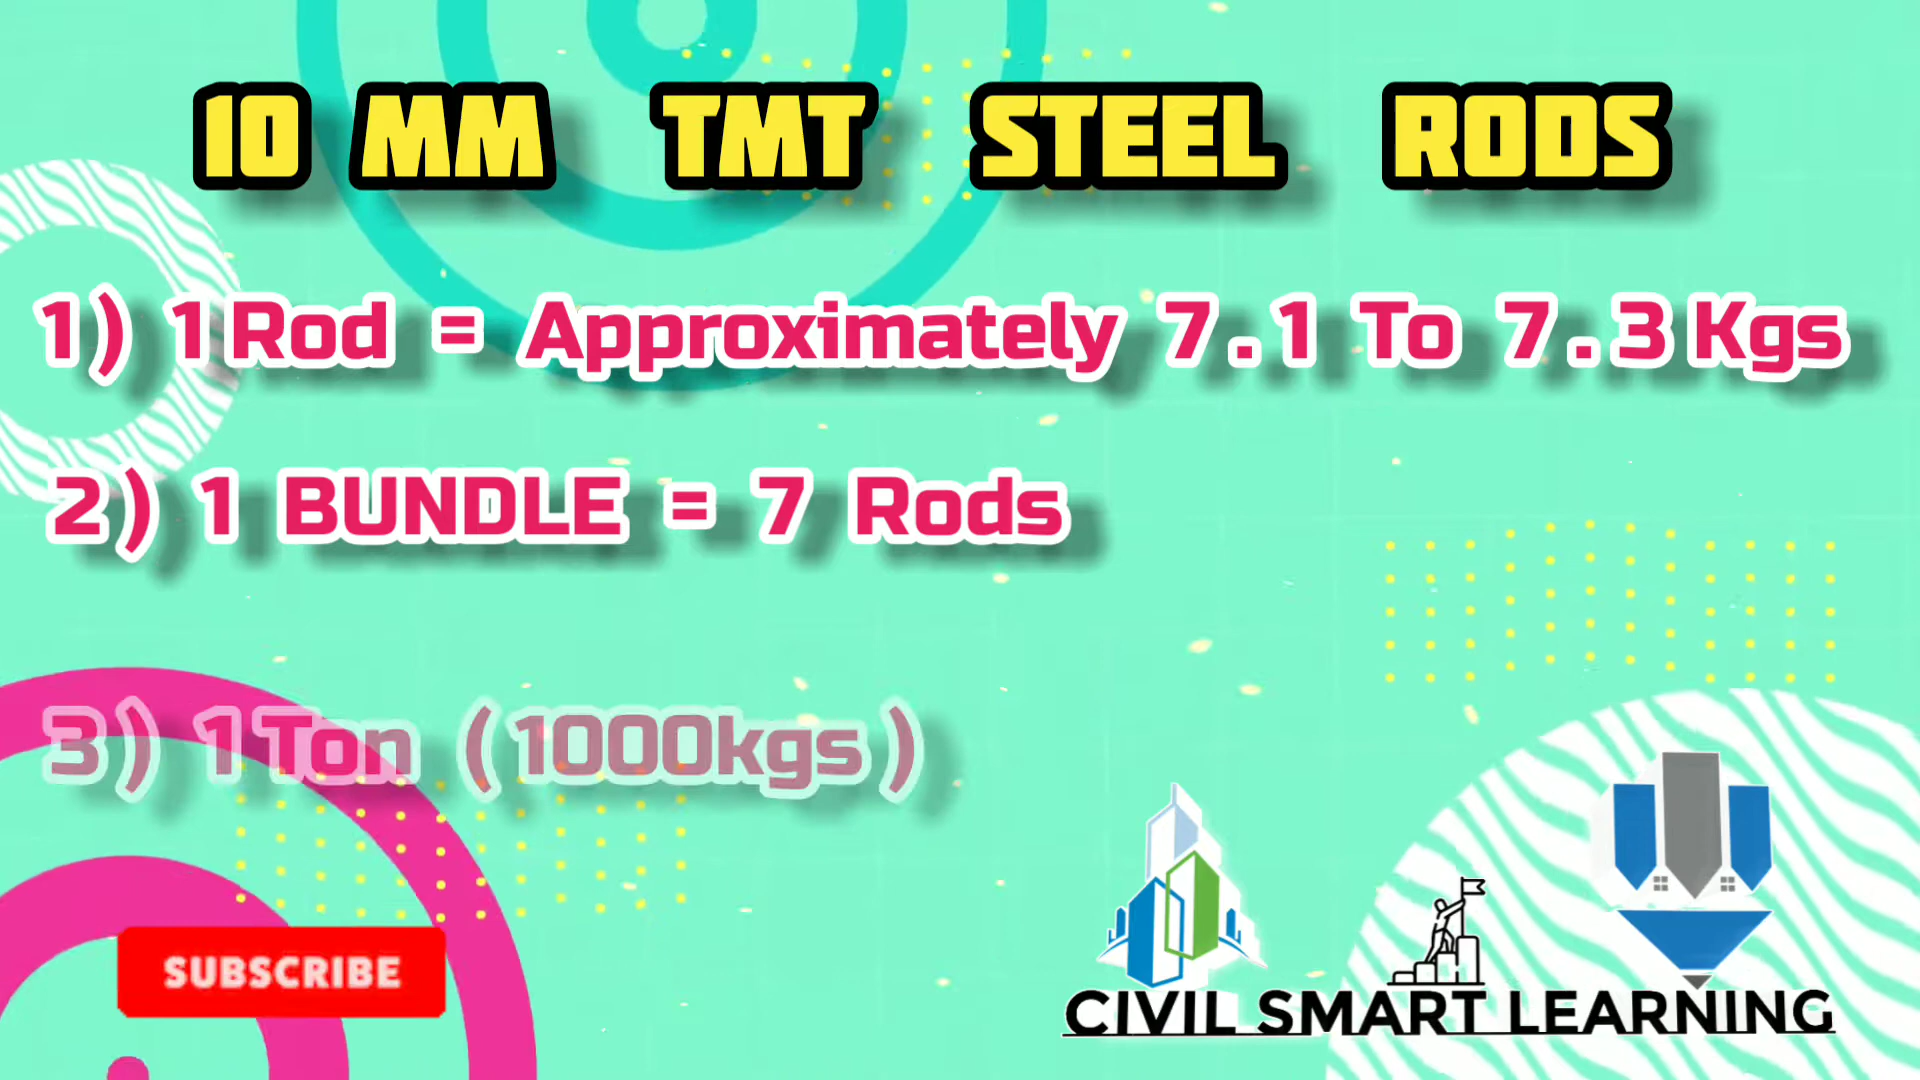 10 MM TMT STEEL RODS
1) 1 Rod = Approximately 7.1 To 7.3 Kgs
2) 1 BUNDLE = 7 Rods
3) 1 Ton (1000kgs)
SUBSCRIBE
CIVIL SMART LEARNING